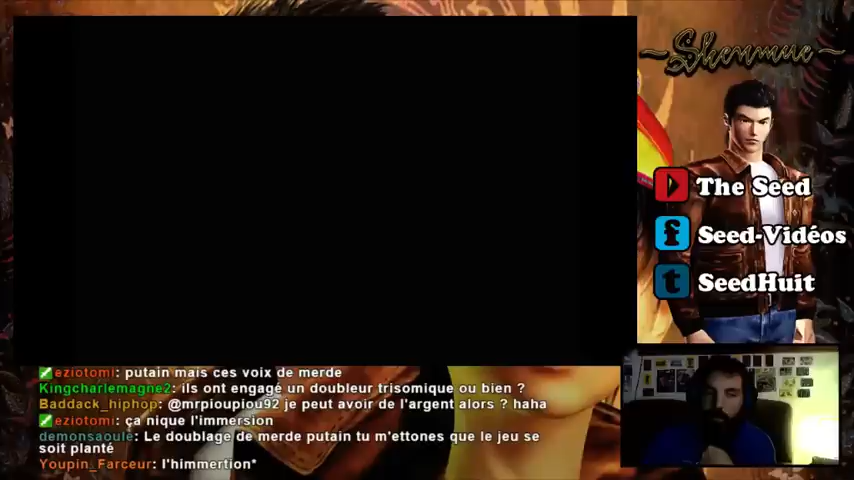 ~Shenmue~
The Seed
Seed-Vidéos
SeedHuit
eziotomi: putain mais ces voix de merde
Kingcharlemagne2: ils ont engagé un doubleur trisomique ou bien ?
Baddack_hiphop: @mrpioupiou92 je peut avoir de l'argent alors ? haha
eziotomi: ça nique l'immersion
demonsaoule: Le doublage de merde putain tu m'ettones que le jeu se
soit planté
Youpin_Farceur: l'himmertion*